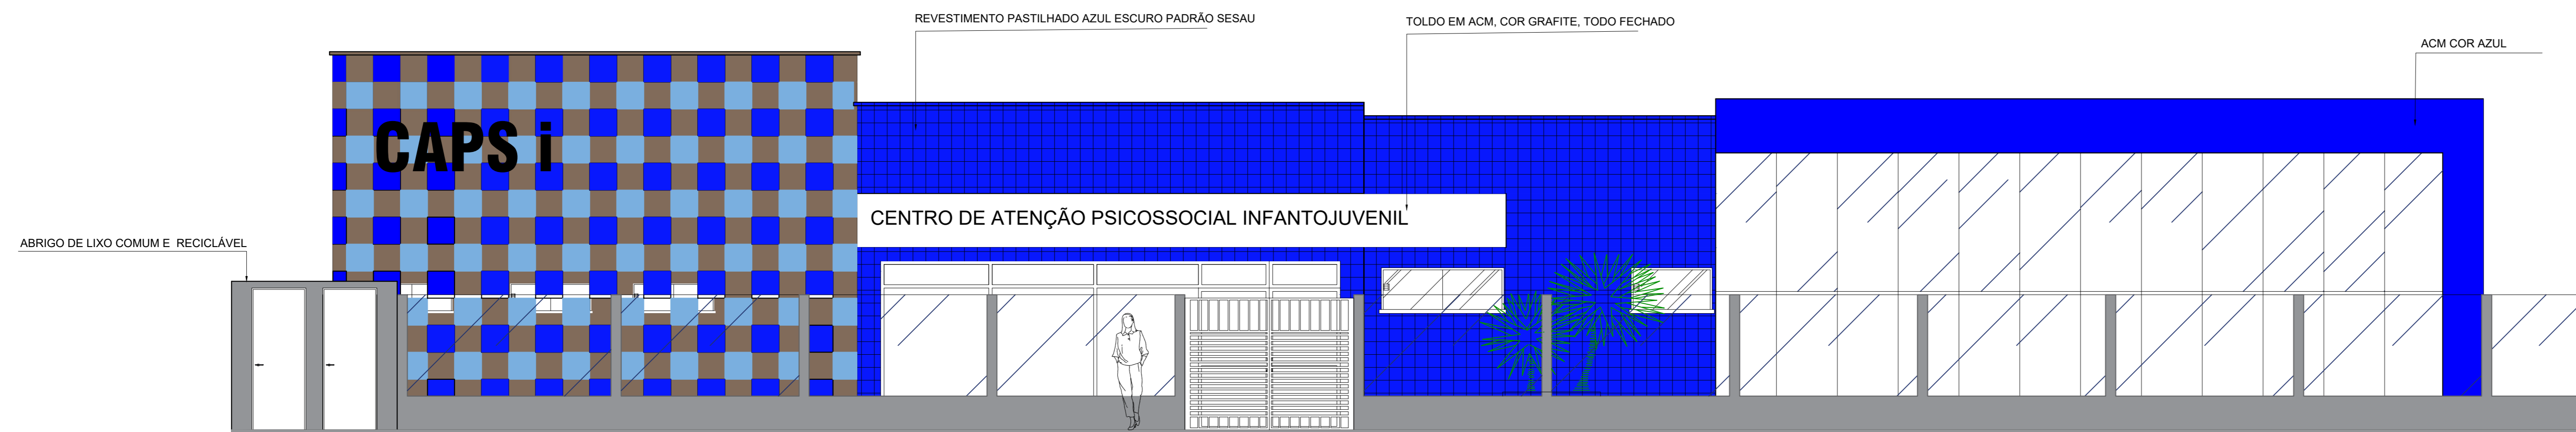 REVESTIMENTO PASTILHADO AZUL ESCURO PADRÃO SESAU
TOLDO EM ACM, COR GRAFITE, TODO FECHADO
ACM COR AZUL
CAPS i
CENTRO DE ATENÇÃO PSICOSSOCIAL INFANTOJUVENIL
ABRIGO DE LIXO COMUM E RECICLÁVEL